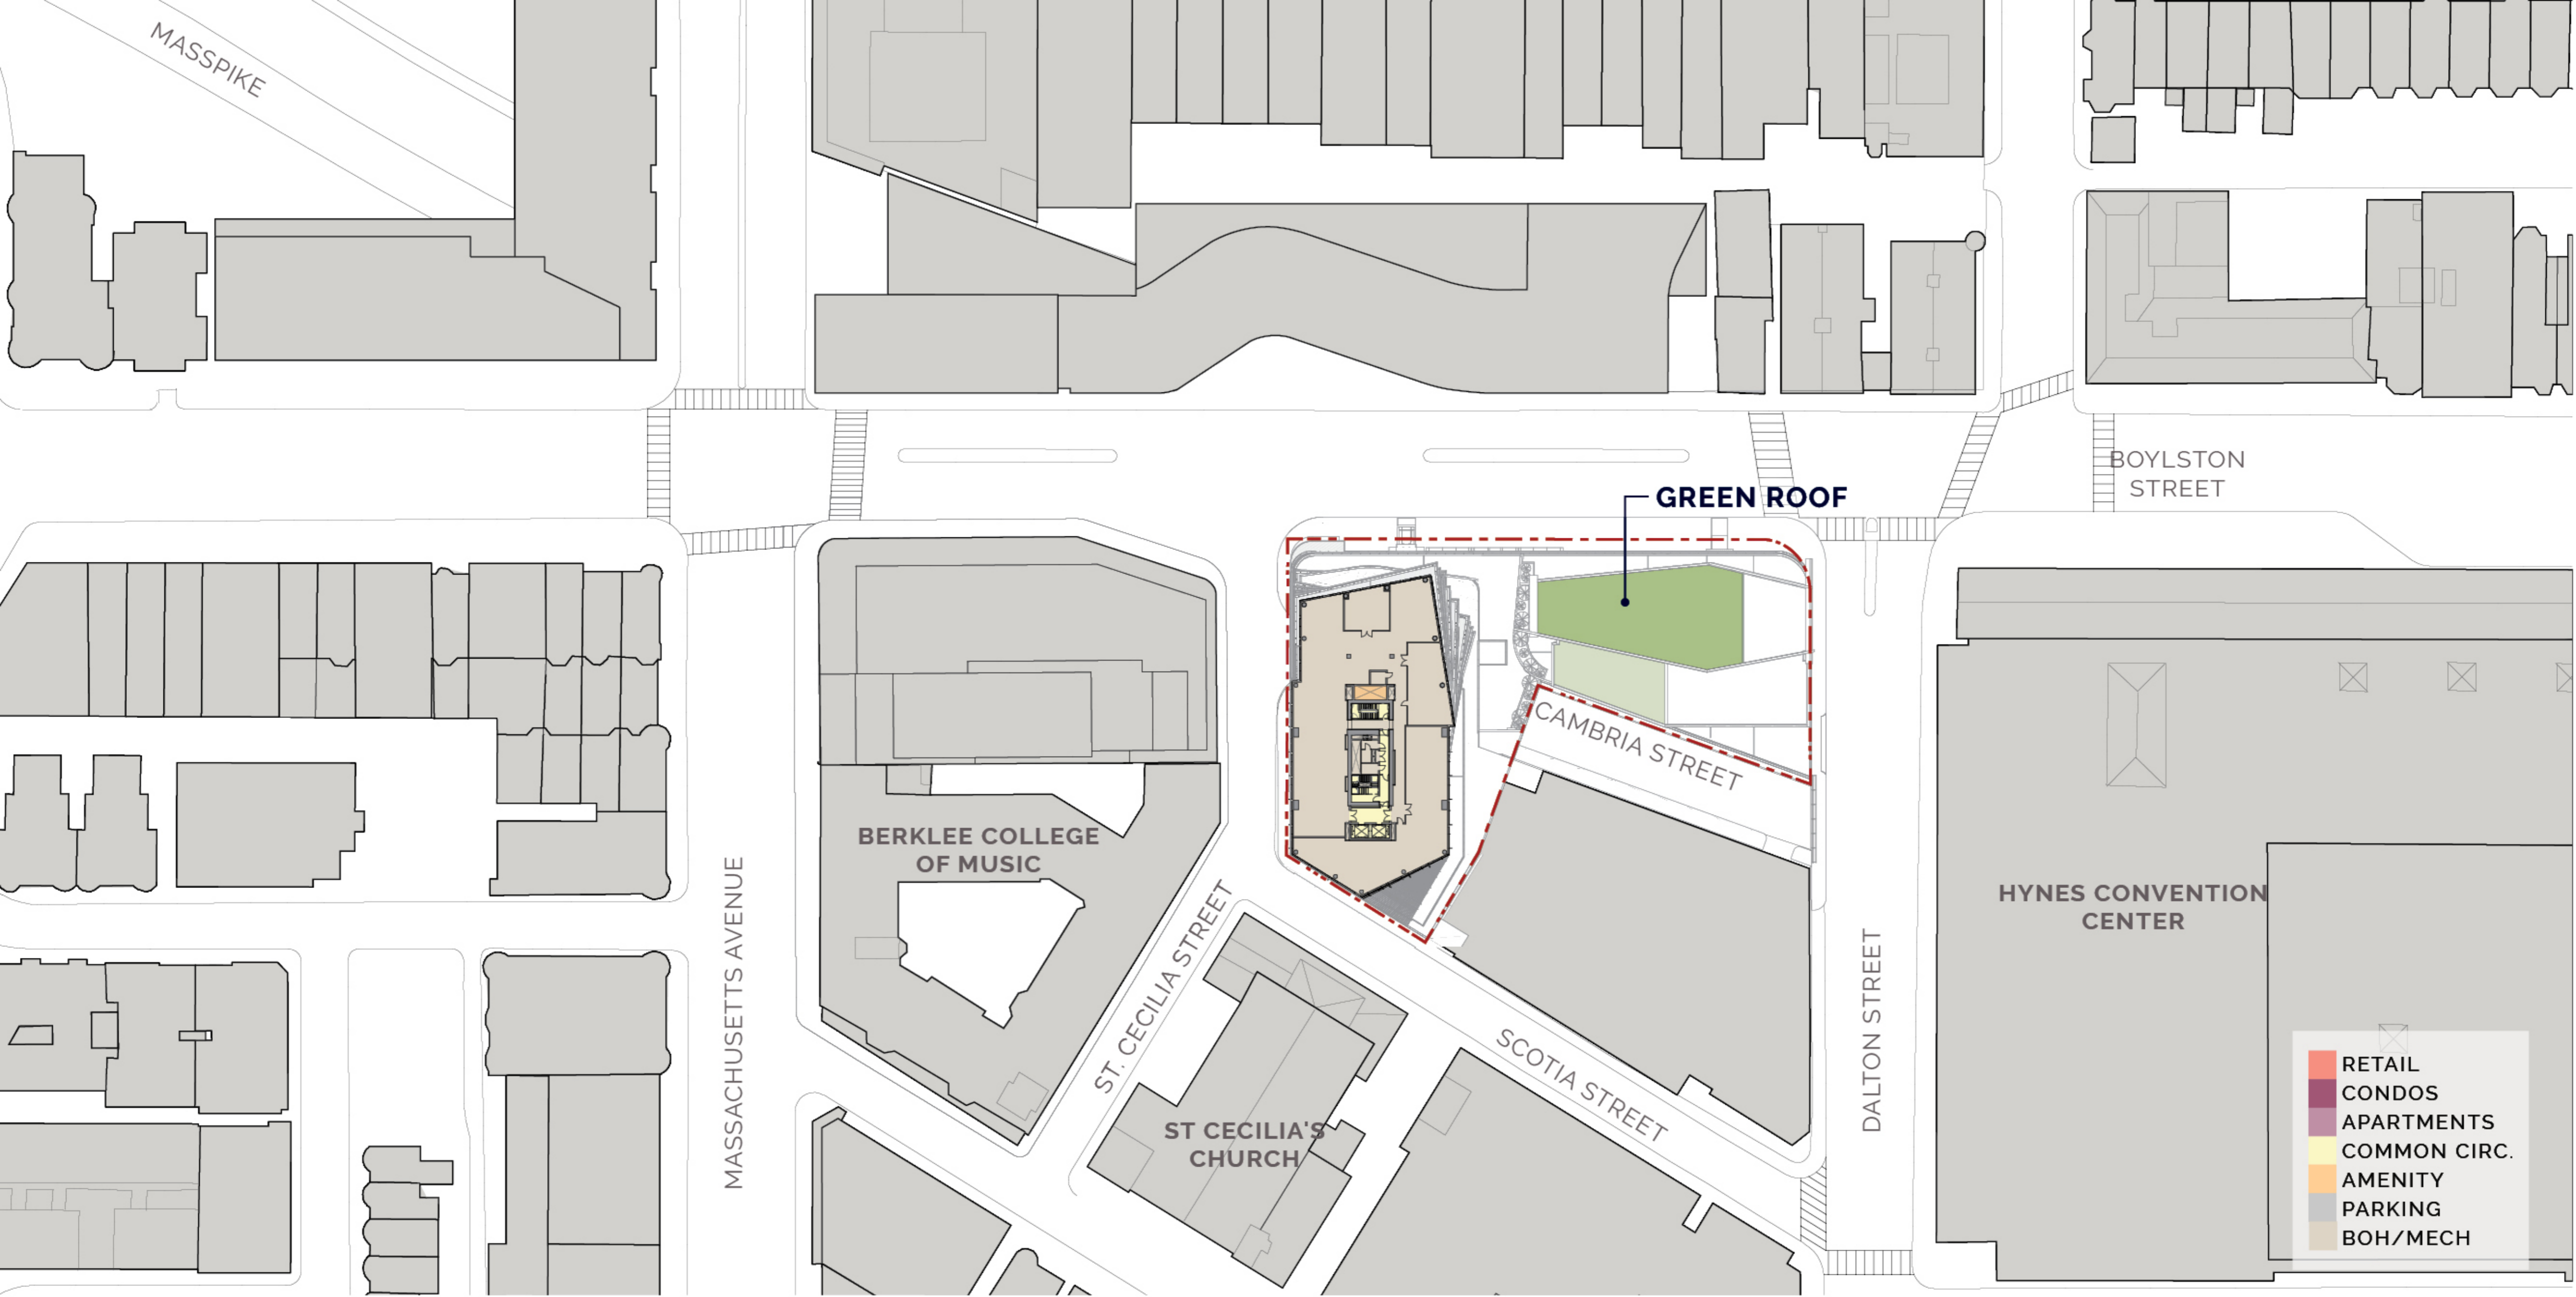 MASSPIKE
BOYLSTON
STREET
GREEN ROOF
CAMBRIA STREET
BERKLEE COLLEGE
OF MUSIC
MASSACHUSETTS AVENUE
ST. CECILIA STREET
HYNES CONVENTION
CENTER
DALTON STREET
SCOTIA STREET
ST CECILIA'S
CHURCH
RETAIL
CONDOS
APARTMENTS
COMMON CIRC.
AMENITY
PARKING
BOH/MECH